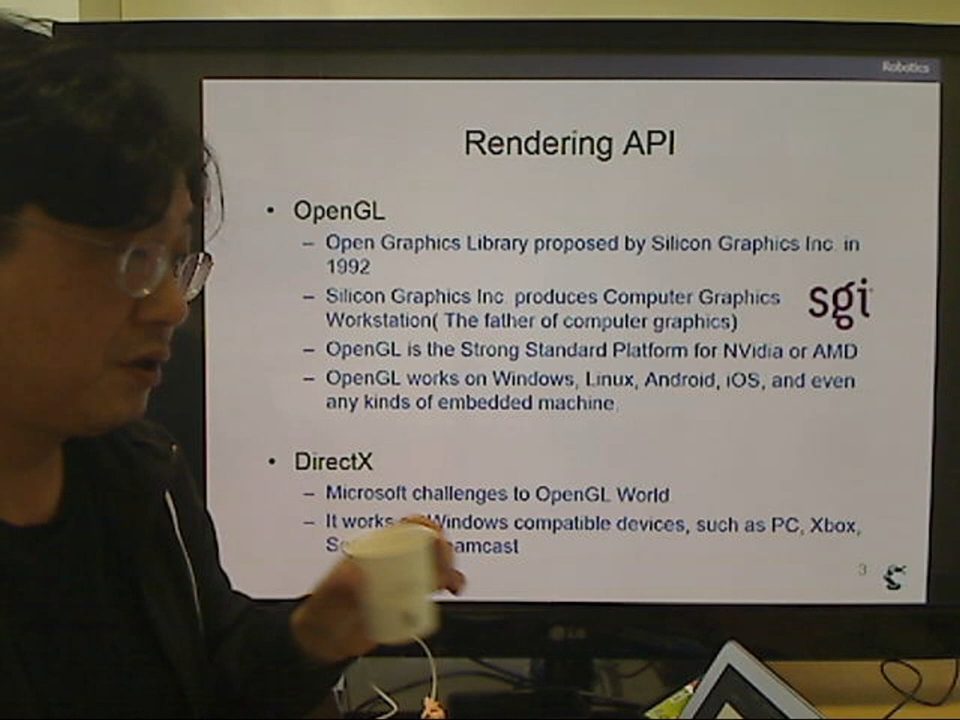 Robotics
Rendering API
• OpenGL
– Open Graphics Library proposed by Silicon Graphics Inc. in
1992
– Silicon Graphics Inc. produces Computer Graphics
Workstation( The father of computer graphics)
sgi
– OpenGL is the Strong Standard Platform for NVidia or AMD
– OpenGL works on Windows, Linux, Android, iOS, and even
any kinds of embedded machine.
• DirectX
– Microsoft challenges to OpenGL World
– It works Windows compatible devices, such as PC, Xbox,
3
LG